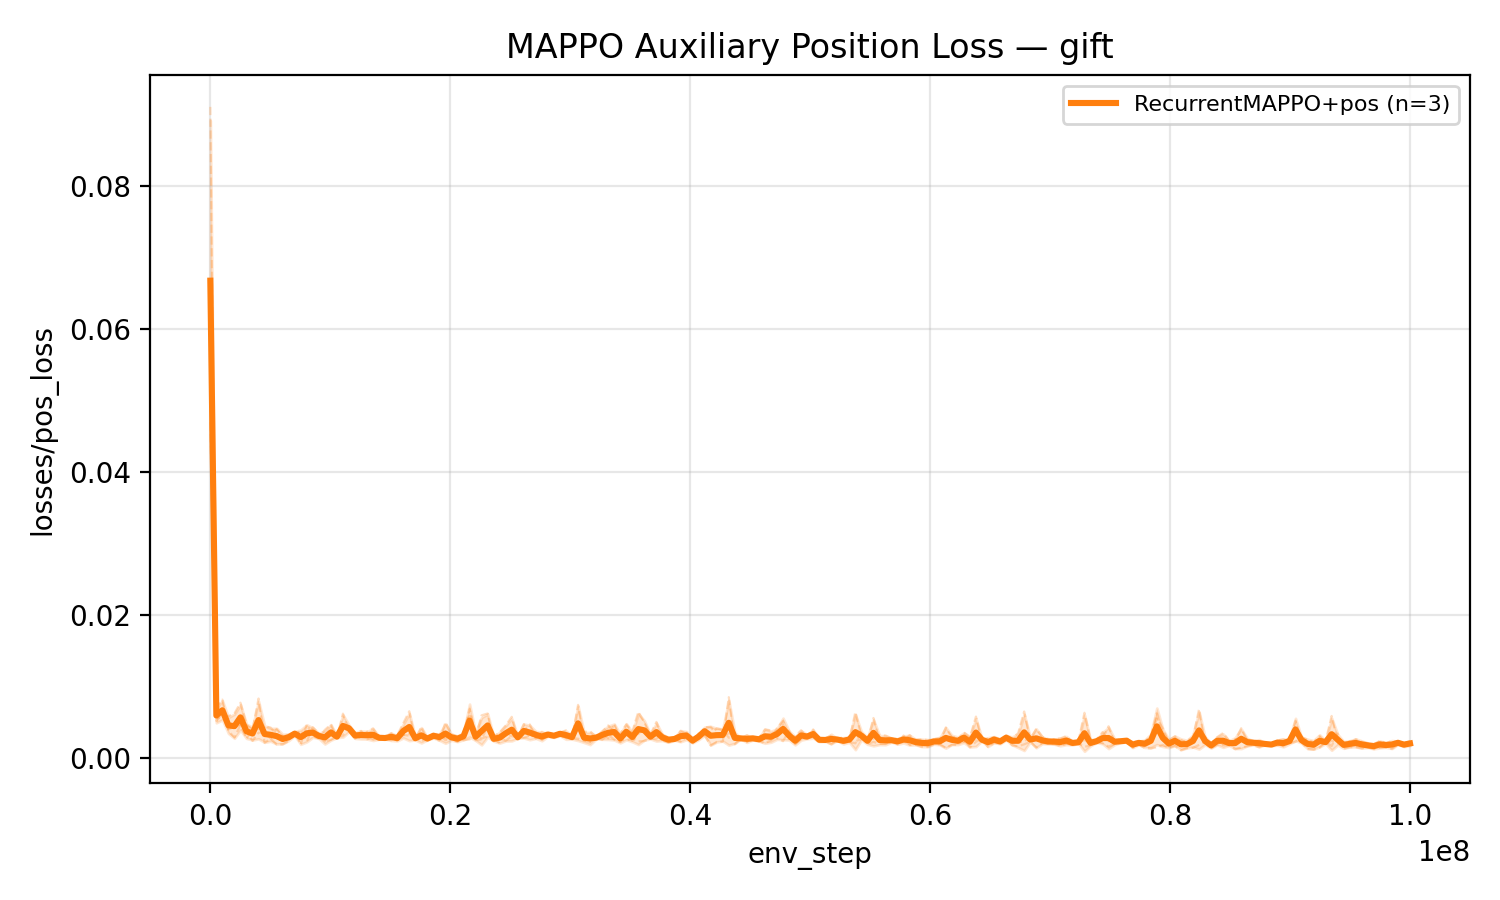 MAPPO Auxiliary Position Loss — gift
RecurrentMAPPO+pos (n=3)
losses/pos_loss
0.08
0.06
0.04
0.02
0.00
0.0 0.2 0.4 0.6 0.8 1.0
1e8
env_step